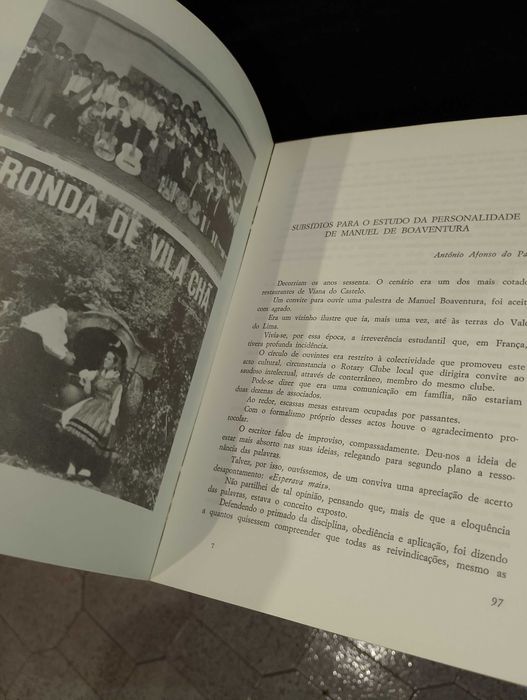 RONDA DE VILA CHÃ
SUBSÍDIOS PARA O ESTUDO DA PERSONALIDADE
DE MANUEL DE BOAVENTURA
António Afonso do
Decorriam os anos sessenta. O cenário era um dos mais cotados
restaurantes de Viana do Castelo.
Um convite para ouvir uma palestra de Manuel Boaventura, foi aceite
com agrado.
Era um vizinho ilustre que ia, mais uma vez, até às terras do Vale
do Lima.
Vivia-se, por essa época, a irreverência estudantil que, em França,
tivera profunda incidência.
O círculo de ouvintes era restrito à colectividade que promoveu este
acto cultural, circunstancia o Rotary Clube local que dirigira convite ao
saudoso intelectual, através de conterrâneo, membro do mesmo clube.
Pode-se dizer que era uma comunicação em família, não estariam
duas dezenas de associados.
Ao redor, escassas mesas estavam ocupadas por passantes.
Com o formalismo próprio desses actos houve o agradecimento pro-
tocolar.
O escritor falou de improviso, compassadamente. Deu-nos a ideia de
estar mais absorto nas suas ideias, relegando para segundo plano a resso-
nância das palavras.
Talvez, por isso, ouvíssemos, de um conviva uma apreciação de acerto
desapontamento: «Esperava mais».
Não partilhei de tal opinião, pensando que, mais de que a eloquência
das palavras, estava o conceito exposto.
Defendendo o primado da disciplina, obediência e aplicação, foi dizendo
a quantos quisessem compreender que todas as reivindicações, mesmo as
7
97